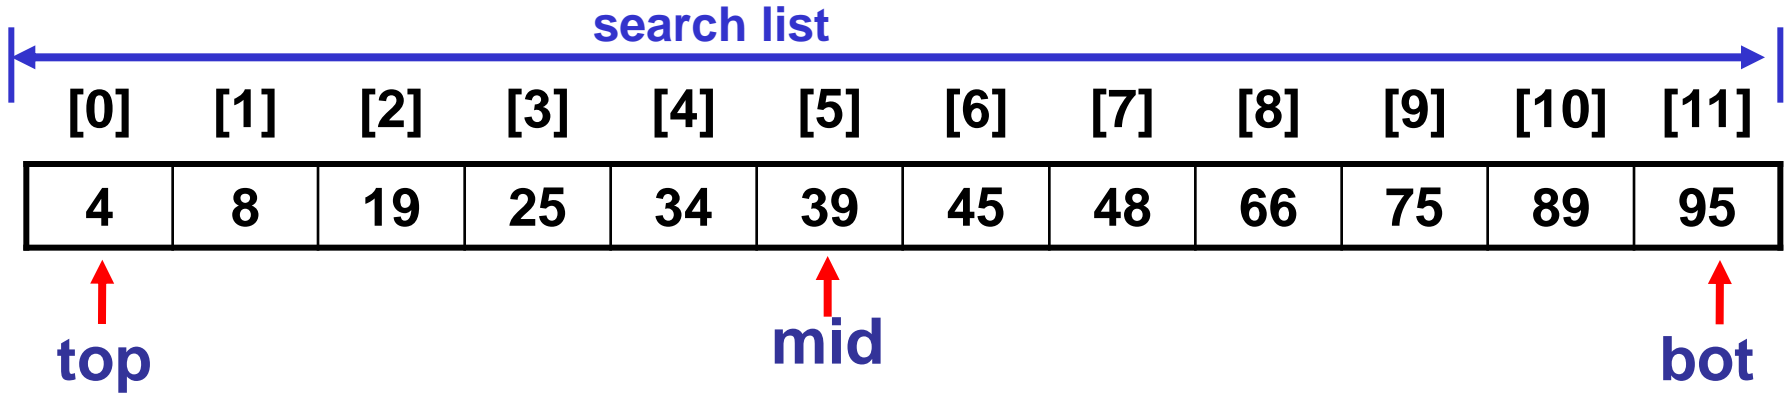 search list
[0] [1] [2] [3] [4] [5] [6] [7] [8] [9] [10] [11]
4 8 19 25 34 39 45 48 66 75 89 95
top mid bot